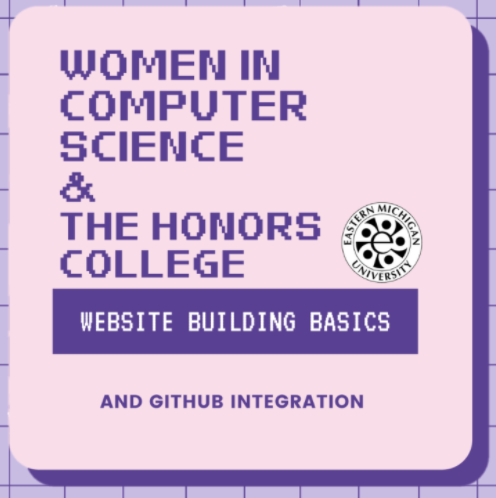 WOMEN IN
COMPUTER
SCIENCE
&
THE HONORS
COLLEGE
EASTERN MICHIGAN
UNIVERSITY
e
WEBSITE BUILDING BASICS
AND GITHUB INTEGRATION